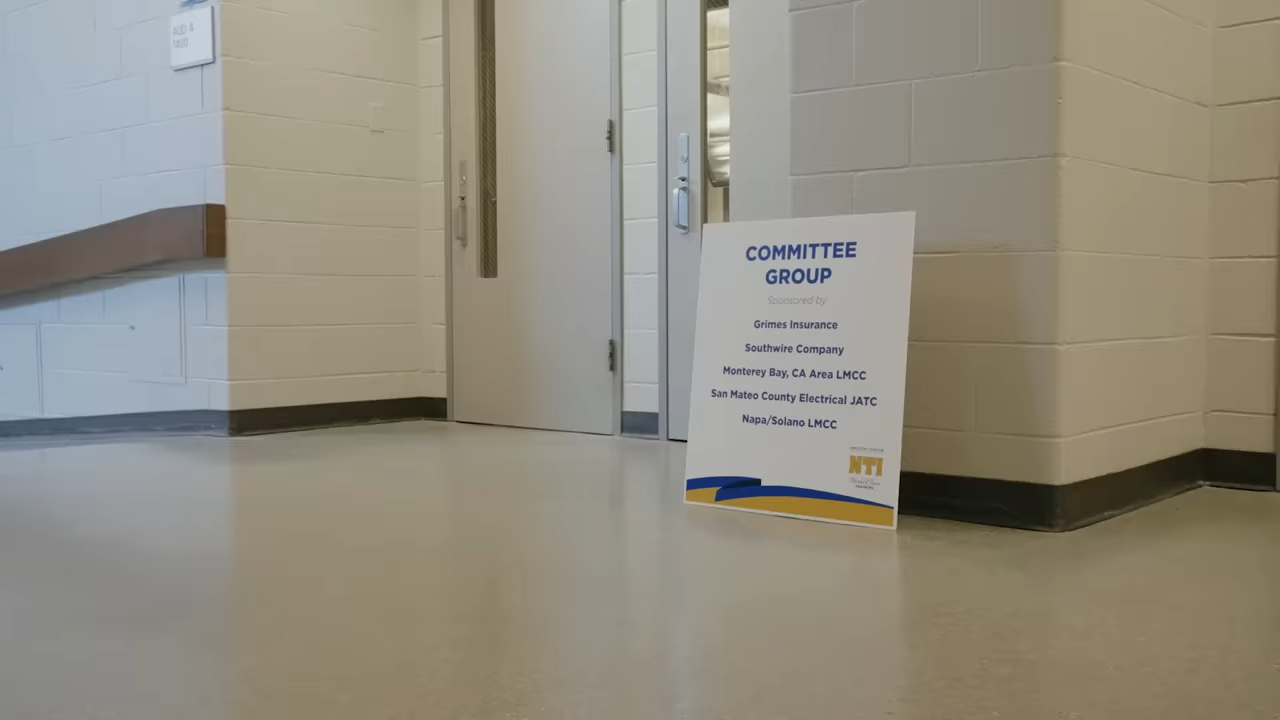 AUD 4
1400
COMMITTEE
GROUP
Sponsored by
Grimes Insurance
Southwire Company
Monterey Bay, CA Area LMCC
San Mateo County Electrical JATC
Napa/Solano LMCC
NTI